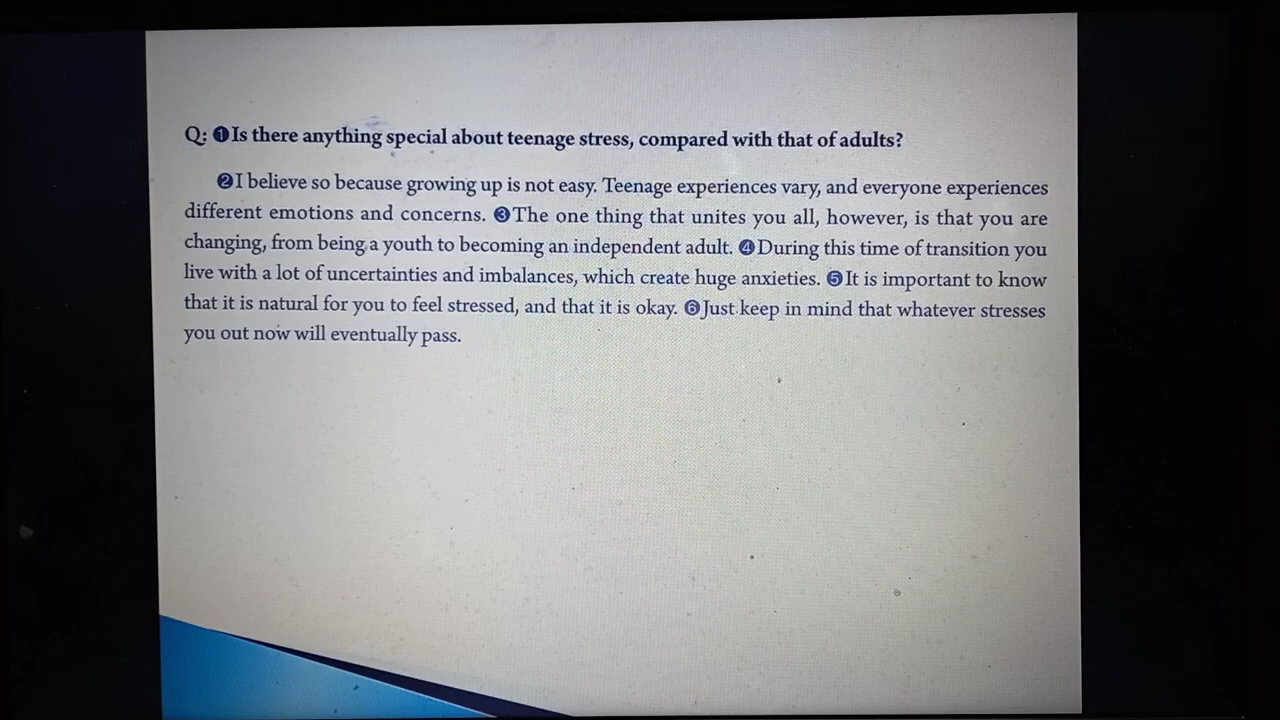 Q: ❶Is there anything special about teenage stress, compared with that of adults?
❷I believe so because growing up is not easy. Teenage experiences vary, and everyone experiences
different emotions and concerns. ❸The one thing that unites you all, however, is that you are
changing, from being a youth to becoming an independent adult. ❹During this time of transition you
live with a lot of uncertainties and imbalances, which create huge anxieties. ❺It is important to know
that it is natural for you to feel stressed, and that it is okay. ❻Just keep in mind that whatever stresses
you out now will eventually pass.